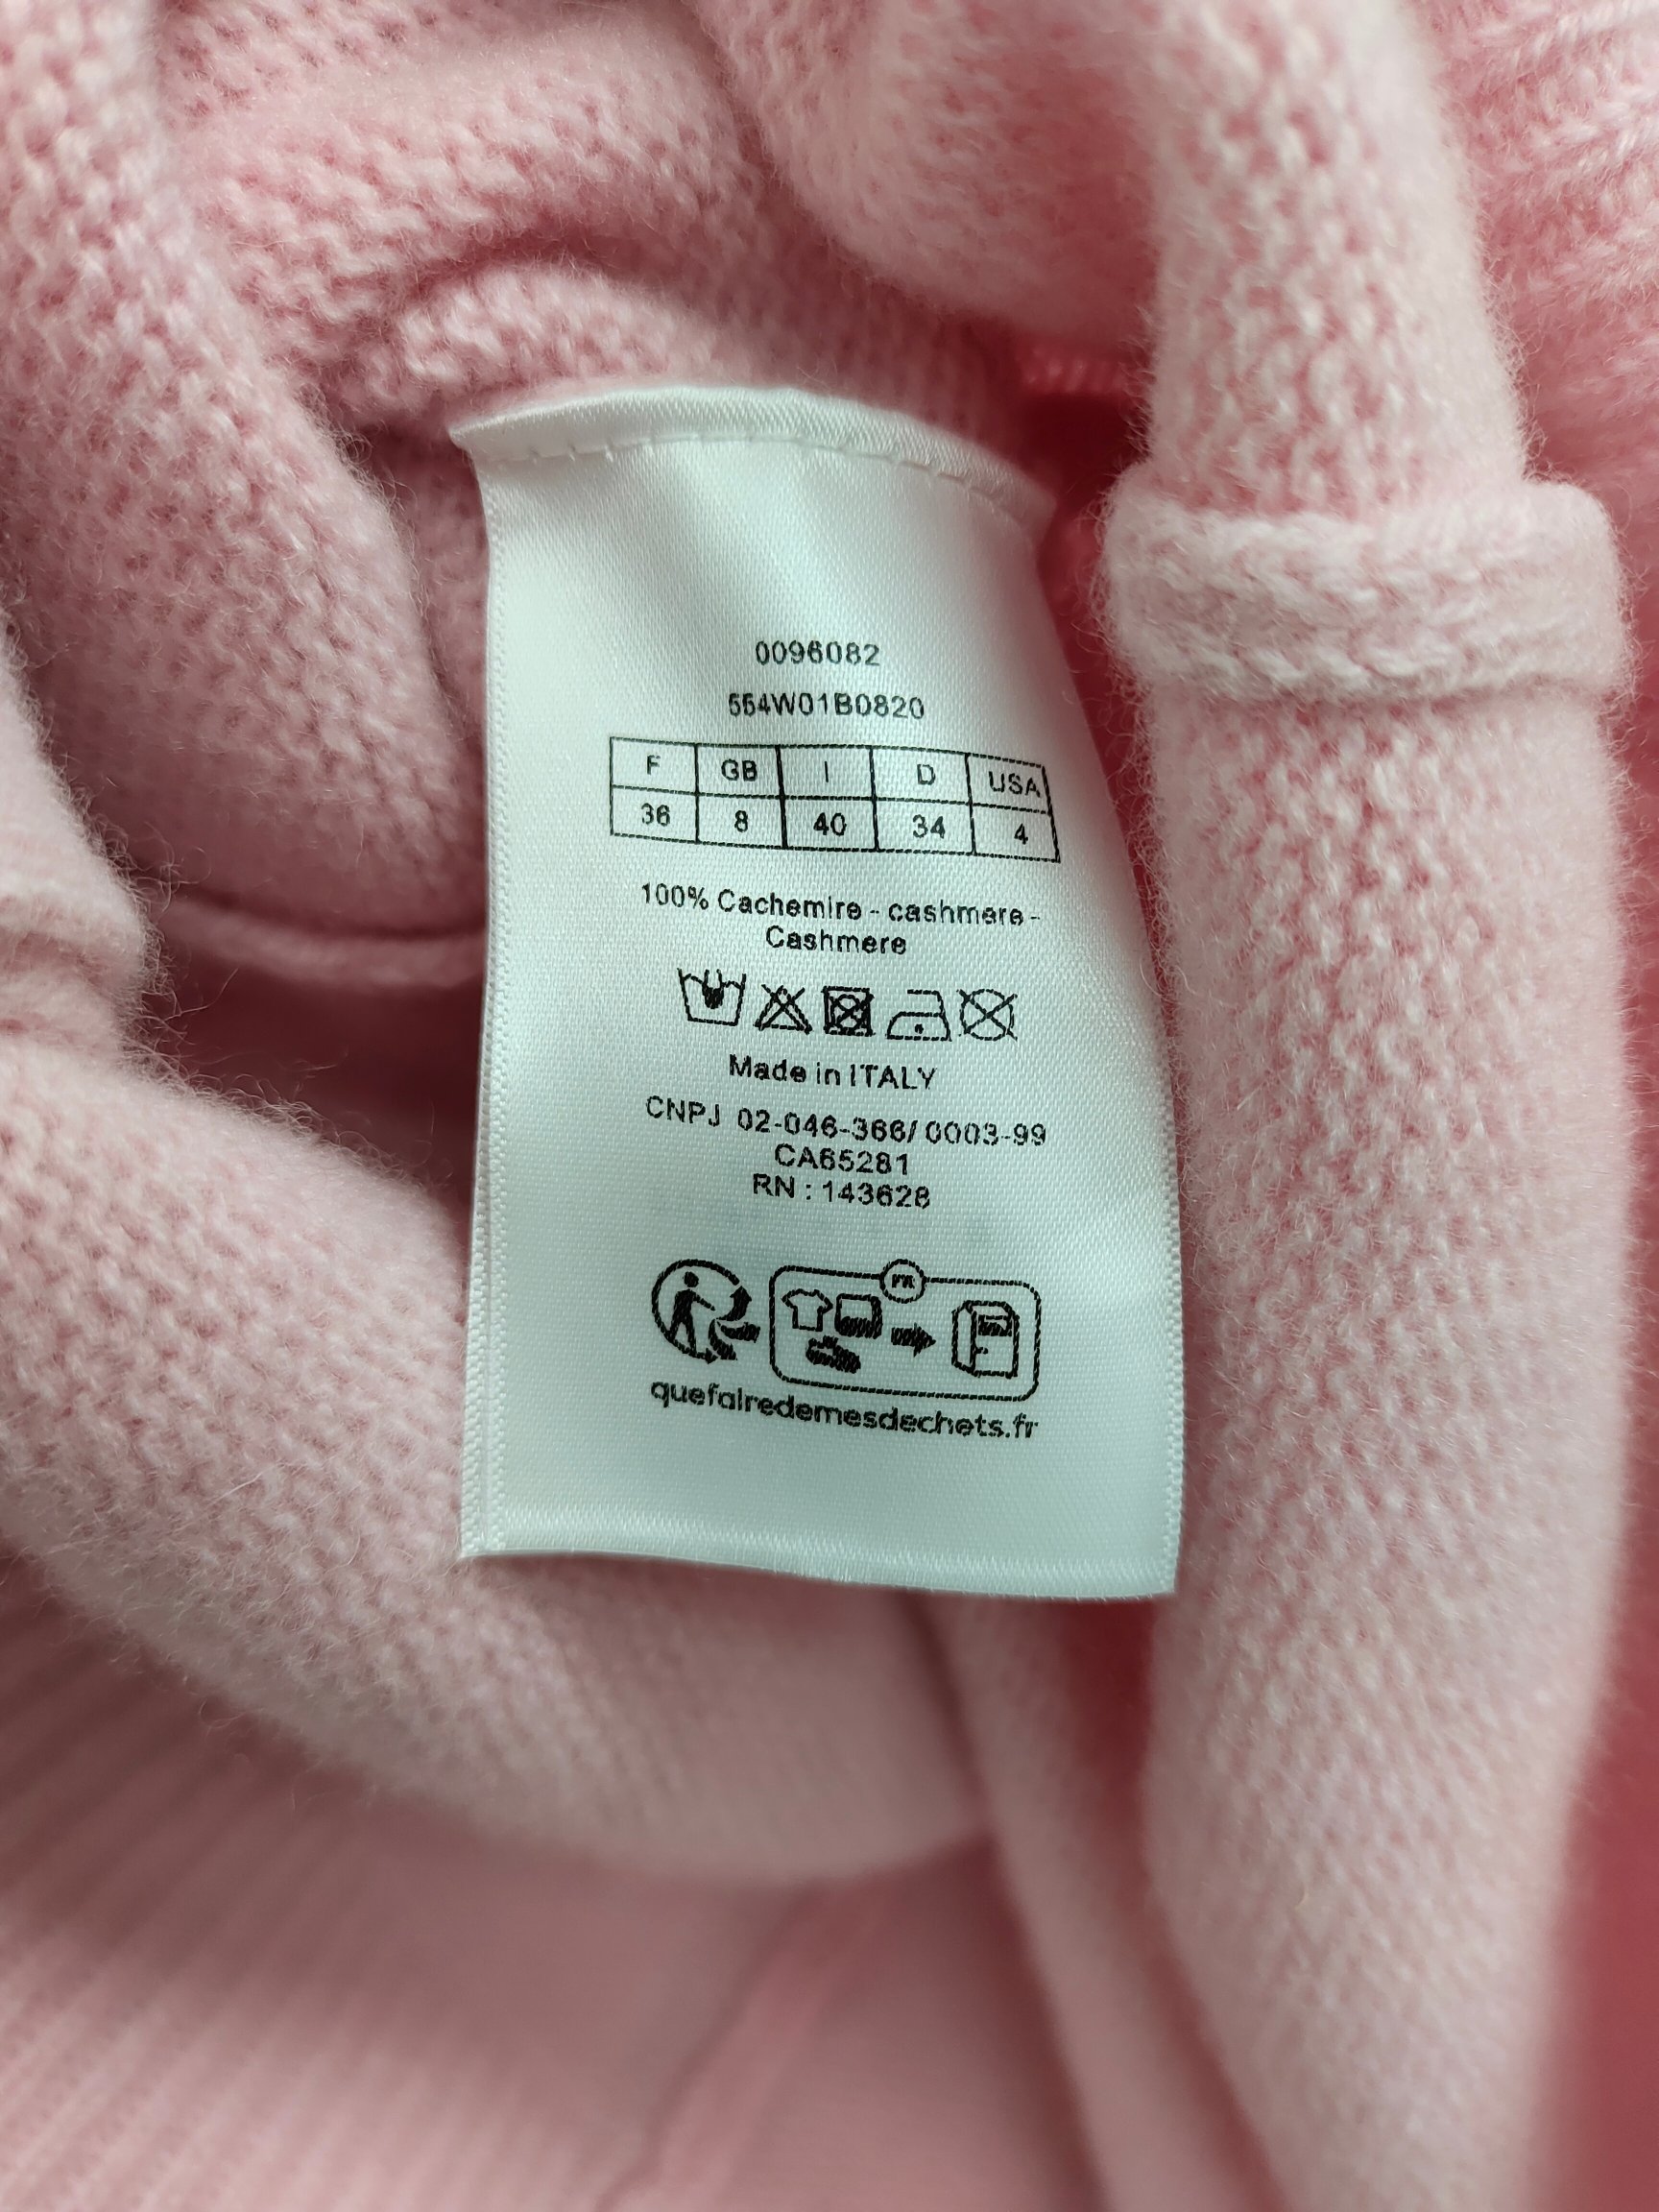 0096082
554W01B0820
F GB I D USA
36 8 40 34 4
100% Cachemire - cashmere -
Cashmere
Made in ITALY
CNPJ 02-046-366/0003-99
CA65281
RN : 143628
FR
quefairedemesdechets.fr